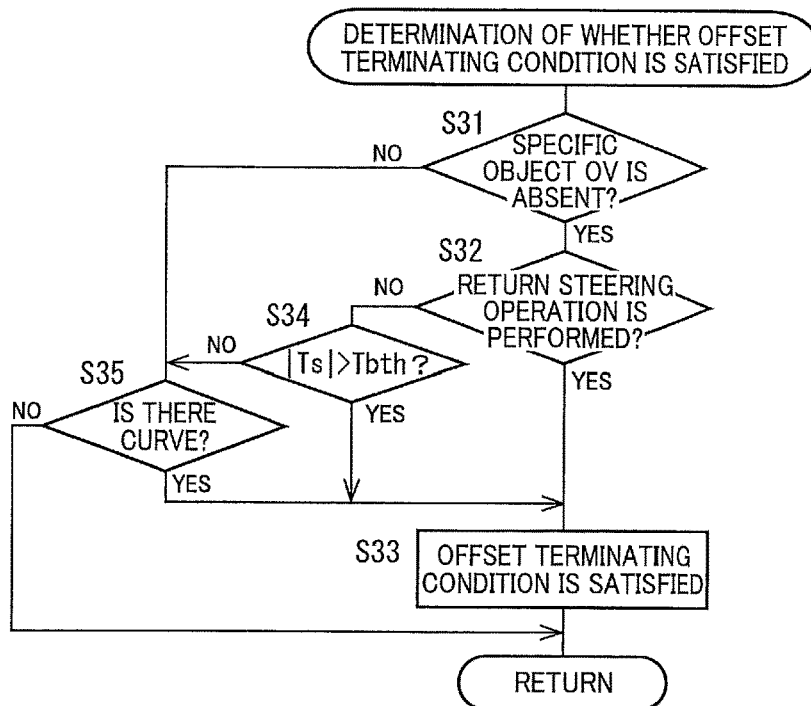 DETERMINATION OF WHETHER OFFSET
TERMINATING CONDITION IS SATISFIED
S31
SPECIFIC
OBJECT OV IS
ABSENT?
NO
YES
S32
RETURN STEERING
OPERATION IS
PERFORMED?
NO
YES
S34
|Ts|>Tbth?
NO
YES
S35
IS THERE
CURVE?
NO
YES
S33
OFFSET TERMINATING
CONDITION IS SATISFIED
RETURN